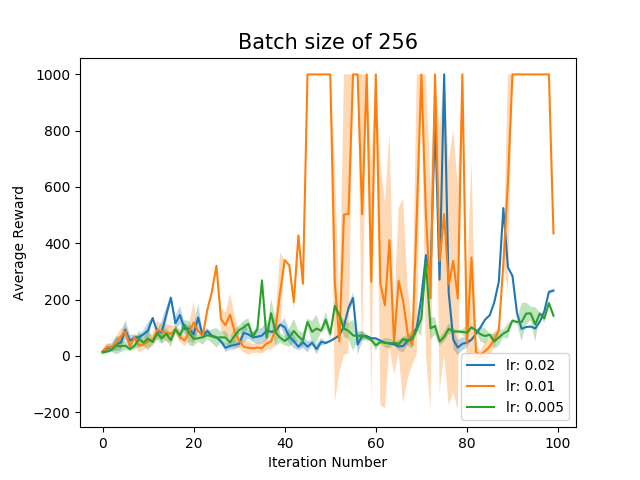 Batch size of 256
1000
800
600
400
200
0
−200
Average Reward
0
20
40
60
80
100
Iteration Number
lr: 0.02
lr: 0.01
lr: 0.005